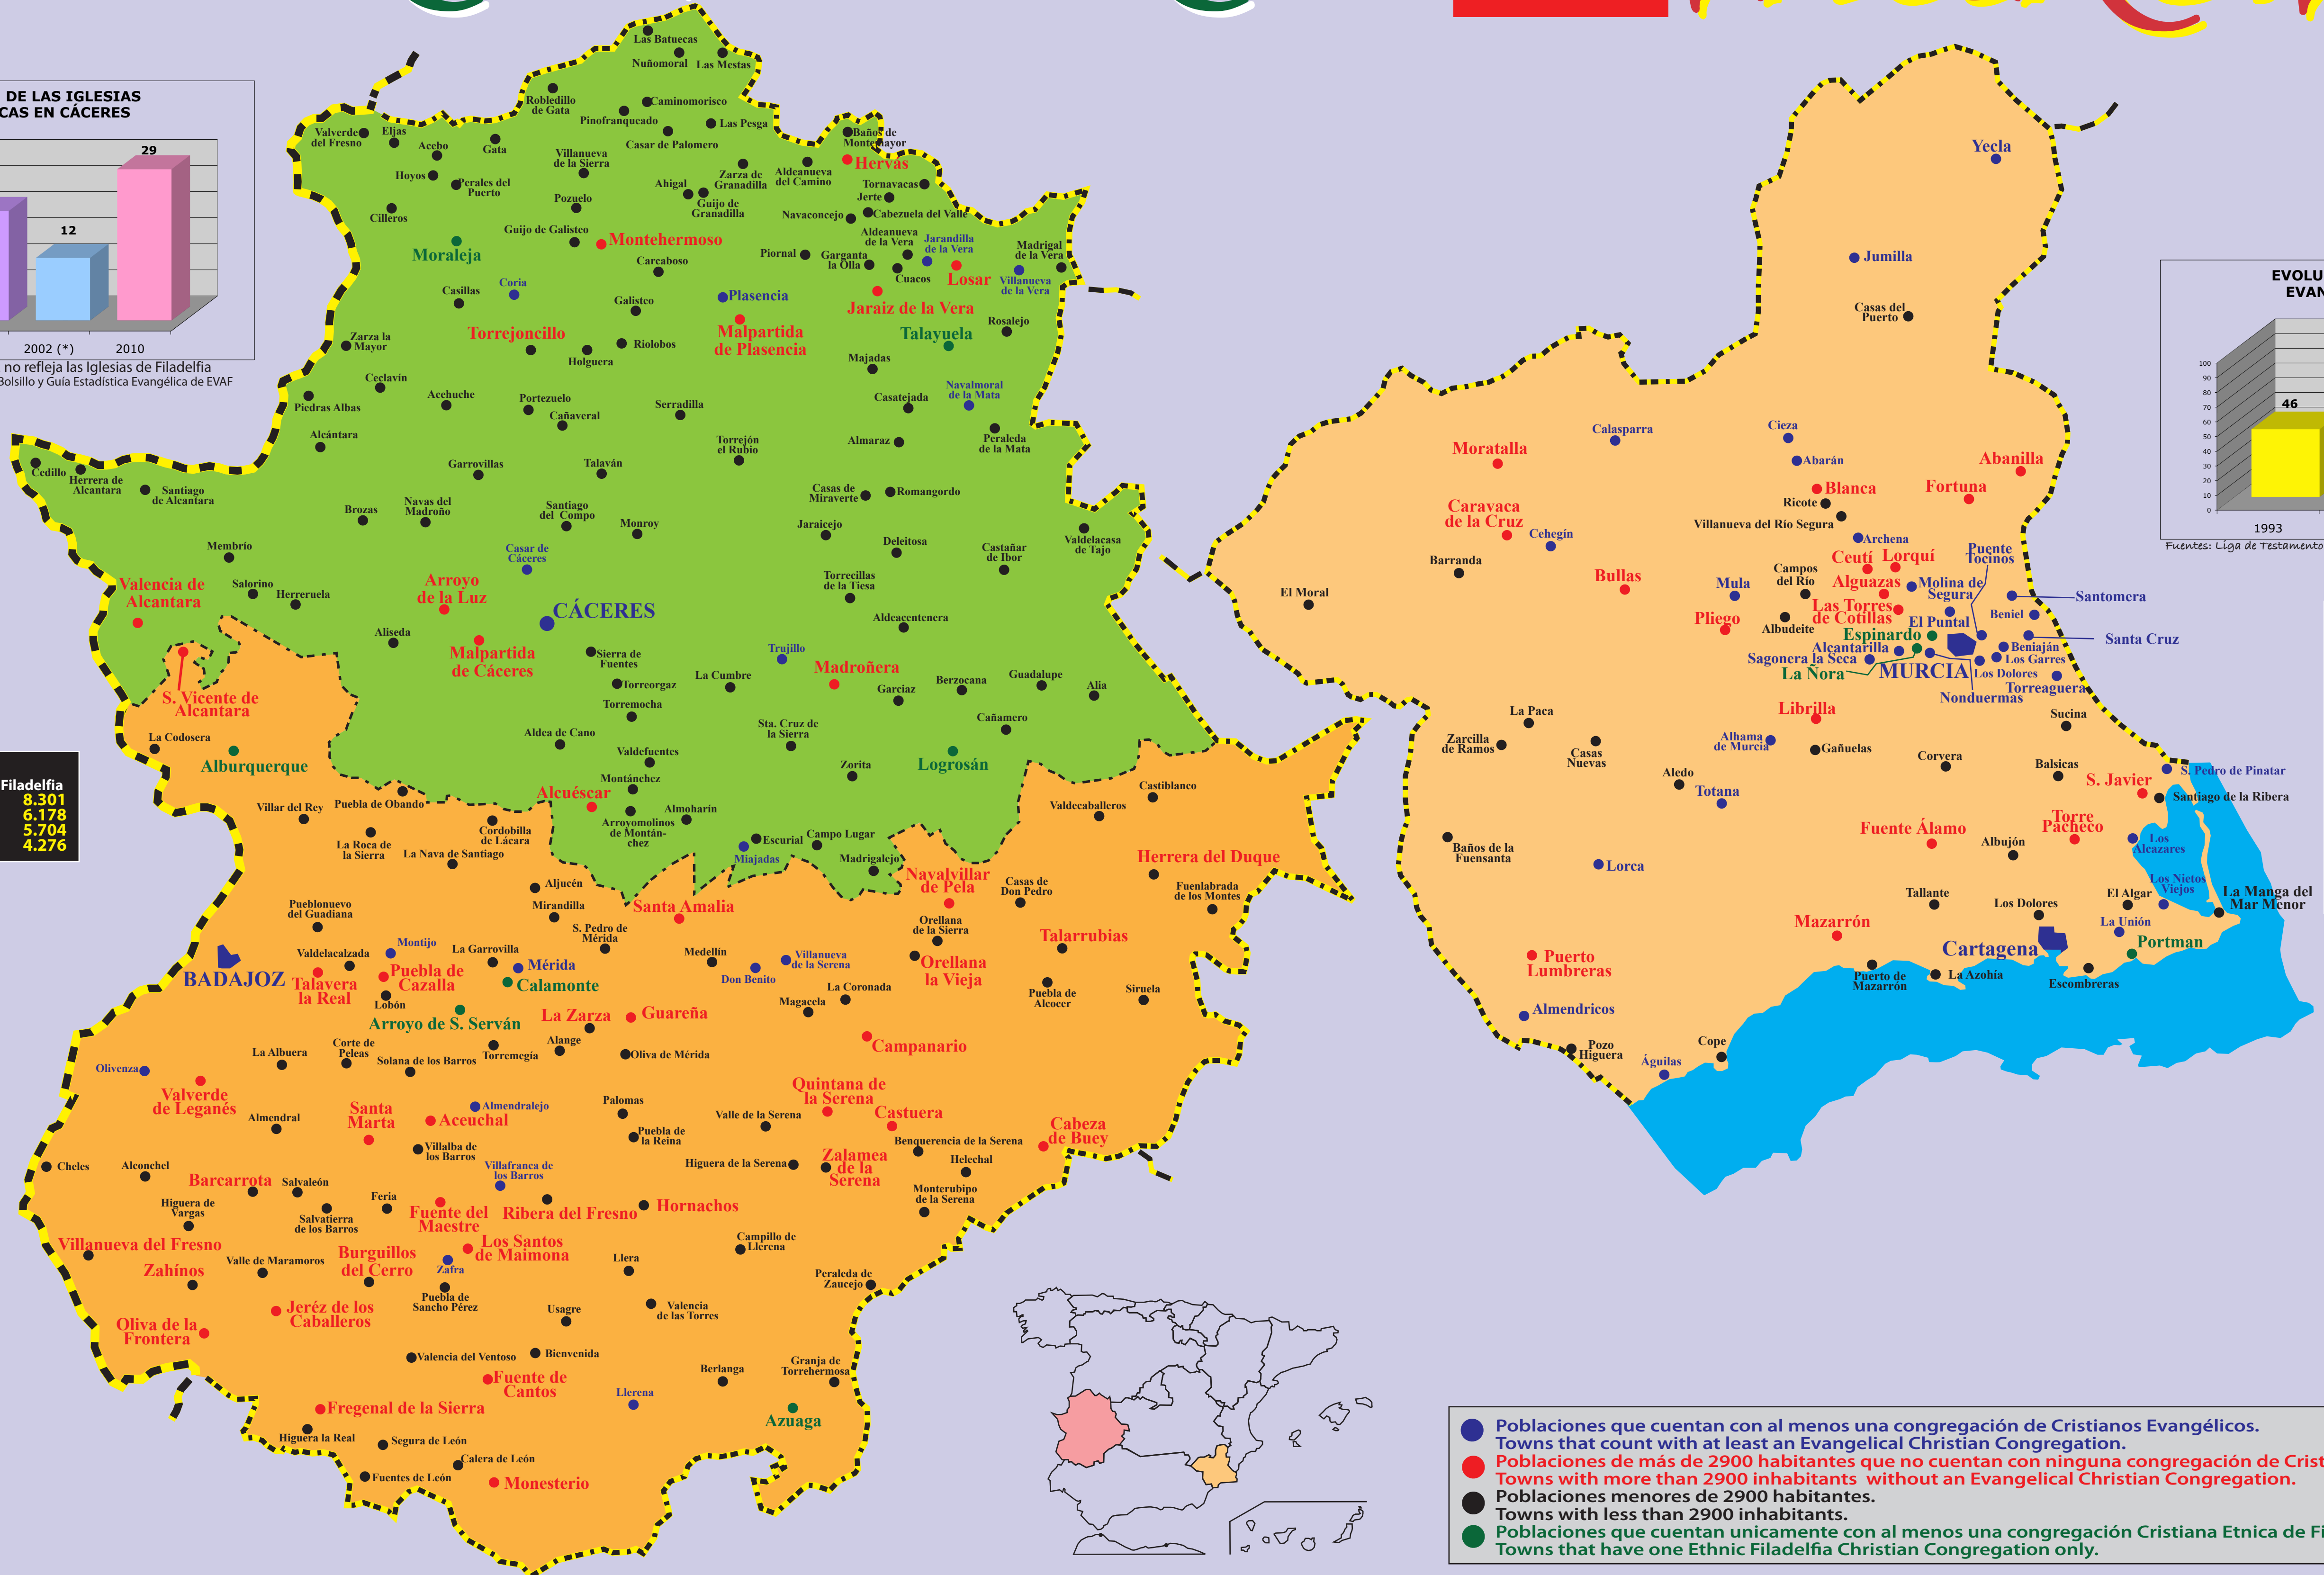 DE LAS IGLESIAS
CAS EN CÁCERES
29
12
2002 (*)
2010
no refleja las Iglesias de Filadelfia
Bolsillo y Guía Estadística Evangélica de EVAF
Filadelfia
8.301
6.178
5.704
4.276
Las Batuecas
Nuñomoral
Las Mestas
Robledillo
de Gata
Caminomorisco
Pinofranqueado
Las Pesga
Casar de Palomero
Baños de
Montemayor
Hervás
Valverde
del Fresno
Eljas
Acebo
Gata
Hoyos
Perales del
Puerto
Villanueva
de la Sierra
Ahigal
Zarza de
Granadilla
Aldeanueva
del Camino
Tornavacas
Jerte
Guijo de
Granadilla
Navaconcejo
Cabezuela del Valle
Cilleros
Pozuelo
Guijo de Galisteo
Montehermoso
Moraleja
Carcaboso
Piornal
Aldeanueva
de la Vera
Garganta
la Olla
Jarandilla
de la Vera
Cuacos
Losar
Madrigal
de la Vera
Villanueva
de la Vera
Casillas
Coria
Galisteo
Plasencia
Jaraiz de la Vera
Talayuela
Rosalejo
Torrejoncillo
Malpartida
de Plasencia
Zarza la
Mayor
Holguera
Riolobos
Majadas
Ceclavín
Piedras Albas
Acehuche
Portezuelo
Cañaveral
Serradilla
Casatejada
Navalmoral
de la Mata
Alcántara
Torrejón
el Rubio
Almaraz
Peraleda
de la Mata
Cedillo
Herrera de
Alcantara
Santiago
de Alcantara
Garrovillas
Talaván
Casas de
Miraverte
Romangordo
Brozas
Navas del
Madroño
Santiago
del Compo
Monroy
Jaraicejo
Deleitosa
Castañar
de Ibor
Valdelacasa
de Tajo
Membrío
Casar de
Cáceres
Valencia de
Alcantara
Salorino
Herreruela
Arroyo
de la Luz
CÁCERES
Torrecillas
de la Tiesa
Aldeacentenera
Aliseda
Malpartida
de Cáceres
Sierra de
Fuentes
Torreorgaz
Trujillo
Madroñera
La Cumbre
Garciaz
Berzocana
Guadalupe
Alia
S. Vicente de
Alcantara
Torremocha
Cañamero
La Codosera
Aldea de Cano
Sta. Cruz de
la Sierra
Valdefuentes
Alburquerque
Zorita
Logrosán
Montánchez
Alcuéscar
Villar del Rey
Puebla de Obando
Castiblanco
Valdecaballeros
Almoharín
Arroyomolinos
de Montán-
chez
La Roca de
la Sierra
Cordobilla
de Lácara
La Nava de Santiago
Escurial
Campo Lugar
Miajadas
Madrigalejo
Herrera del Duque
Aljucén
Navalvillar
de Pela
Casas de
Don Pedro
Fuenlabrada
de los Montes
Pueblonuevo
del Guadiana
Mirandilla
Santa Amalia
S. Pedro de
Mérida
Orellana
de la Sierra
Talarrubias
Montijo
Valdelacalzada
La Garrovilla
Mérida
Medellín
Villanueva
de la Serena
Don Benito
Orellana
la Vieja
BADAJOZ
Talavera
la Real
Puebla de
Cazalla
Lobón
Calamonte
La Coronada
Magacela
Puebla de
Alcocer
Siruela
Arroyo de S. Serván
La Zarza
Guareña
La Albuera
Corte de
Peleas
Solana de los Barros
Torremegía
Alange
Oliva de Mérida
Campanario
Olivenza
Valverde
de Leganés
Almendral
Santa
Marta
Aceuchal
Almendralejo
Palomas
Quintana de
la Serena
Valle de la Serena
Castuera
Cabeza
de Buey
Villalba de
los Barros
Puebla de
la Reina
Benquerencia de la Serena
Cheles
Alconchel
Villafranca de
los Barros
Higuera de la Serena
Zalamea
de la
Serena
Helechal
Barcarrota
Salvaleón
Monterubipo
de la Serena
Higuera de
Vargas
Salvatierra
de los Barros
Feria
Fuente del
Maestre
Ribera del Fresno
Hornachos
Villanueva del Fresno
Los Santos
de Maimona
Campillo de
Llerena
Zahínos
Valle de Maramoros
Burguillos
del Cerro
Zafra
Llera
Peraleda de
Zaucejo
Puebla de
Sancho Pérez
Oliva de la
Frontera
Jeréz de los
Caballeros
Usagre
Valencia
de las Torres
Valencia del Ventoso
Bienvenida
Berlanga
Granja de
Torrehermosa
Fuente de
Cantos
Llerena
Azuaga
Fregenal de la Sierra
Higuera la Real
Segura de León
Calera de León
Fuentes de León
Monesterio
Yecla
Jumilla
Casas del
Puerto
Calasparra
Cieza
Moratalla
Abarán
Abanilla
Blanca
Fortuna
Ricote
Caravaca
de la Cruz
Villanueva del Río Segura
Cehegín
Archena
Puente
Tocinos
Barranda
Ceutí
Lorquí
Campos
del Río
Bullas
Mula
Alguazas
Molina de
Segura
El Moral
Las Torres
de Cotillas
Santomera
Beniel
Pliego
Albudeite
El Puntal
Espinardo
Santa Cruz
Alcantarilla
Beniaján
Sagonera la Seca
Los Garres
La Ñora
MURCIA
Los Dolores
Torreaguera
Nonduermas
Librilla
La Paca
Sucina
Zarcilla
de Ramos
Casas
Nuevas
Alhama
de Murcia
Gañuelas
Corvera
Aledo
Balsicas
S. Javier
S. Pedro de Pinatar
Totana
Santiago de la Ribera
Torre
Pacheco
Fuente Álamo
Baños de la
Fuensanta
Albujón
Los
Alcazares
Lorca
Los Nietos
Viejos
Tallante
El Algar
La Manga del
Mar Menor
Los Dolores
Mazarrón
La Unión
Cartagena
Portman
Puerto
Lumbreras
Puerto de
Mazarrón
La Azohía
Escombreras
Almendricos
Pozo
Higuera
Cope
Águilas
EVOLU
EVAN
100
90
80
70
60
50
40
30
20
10
0
46
1993
Fuentes: Liga de Testamento
Poblaciones que cuentan con al menos una congregación de Cristianos Evangélicos.
Towns that count with at least an Evangelical Christian Congregation.
Poblaciones de más de 2900 habitantes que no cuentan con ninguna congregación de Crist
Towns with more than 2900 inhabitants without an Evangelical Christian Congregation.
Poblaciones menores de 2900 habitantes.
Towns with less than 2900 inhabitants.
Poblaciones que cuentan unicamente con al menos una congregación Cristiana Etnica de Fi
Towns that have one Ethnic Filadelfia Christian Congregation only.